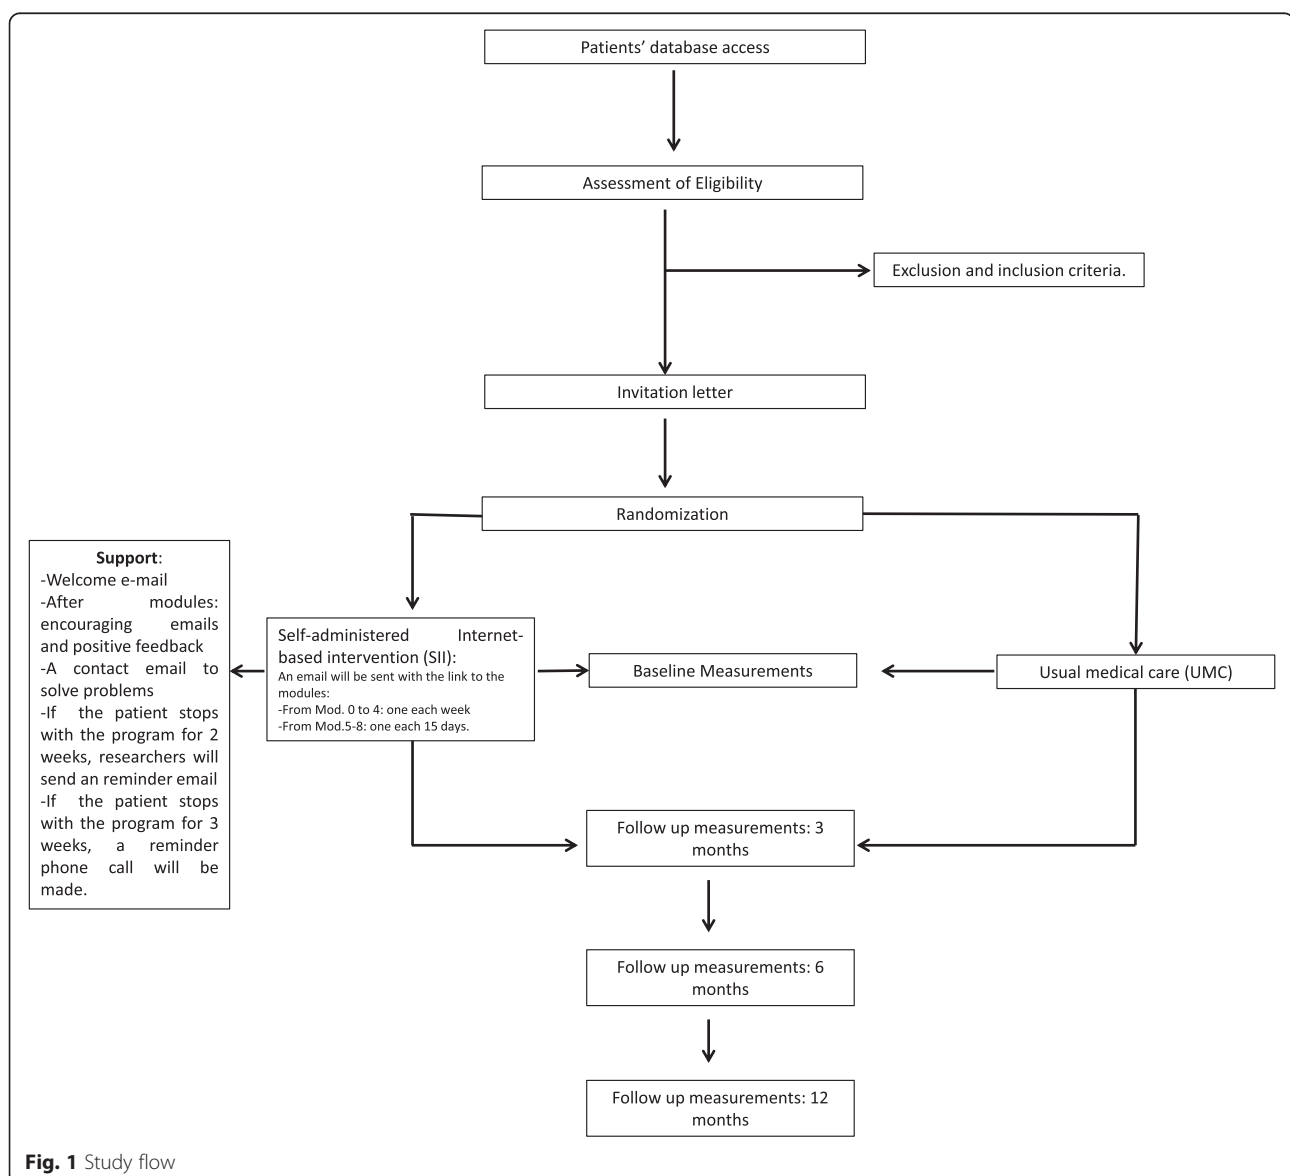 Patients’ database access
Assessment of Eligibility
Exclusion and inclusion criteria.
Invitation letter
Randomization
Support:
-Welcome e-mail
-After modules:
encouraging emails
and positive feedback
-A contact email to
solve problems
-If the patient stops
with the program for 2
weeks, researchers will
send an reminder email
-If the patient stops
with the program for 3
weeks, a reminder
phone call will be
made.
Self-administered Internet-
based intervention (SII):
An email will be sent with the link to the
modules:
-From Mod. 0 to 4: one each week
-From Mod.5-8: one each 15 days.
Baseline Measurements
Usual medical care (UMC)
Follow up measurements: 3
months
Follow up measurements: 6
months
Follow up measurements: 12
months
Fig. 1 Study flow